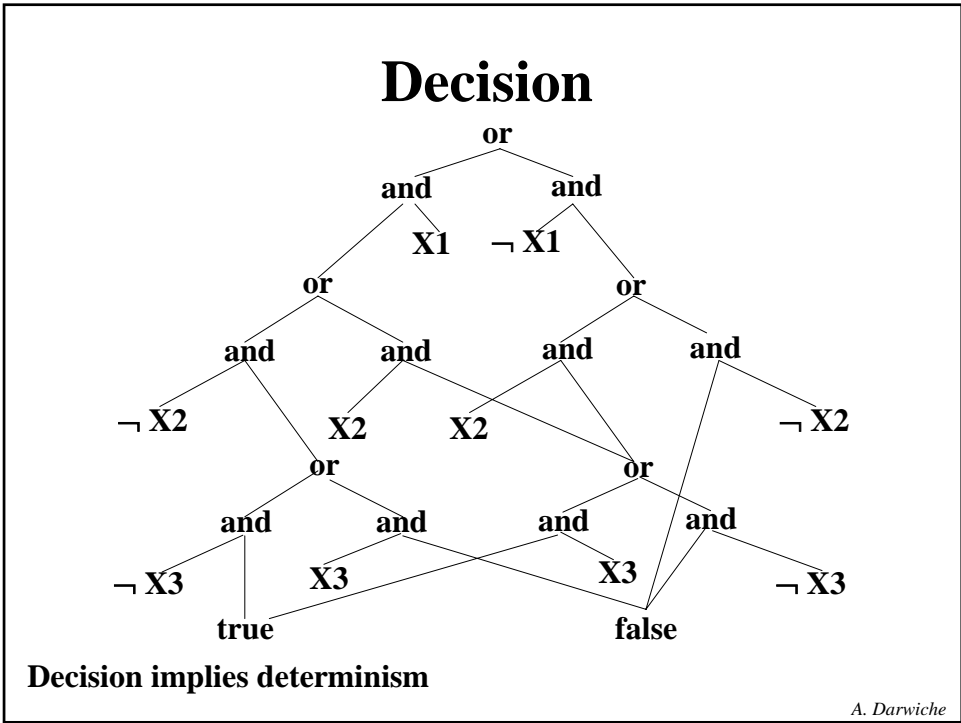 Decision
or
and and
X1 ¬ X1
or or
and and and and
¬ X2 X2 X2 ¬ X2
or or
and and and and
¬ X3 X3 X3 ¬ X3
true false
Decision implies determinism
A. Darwiche